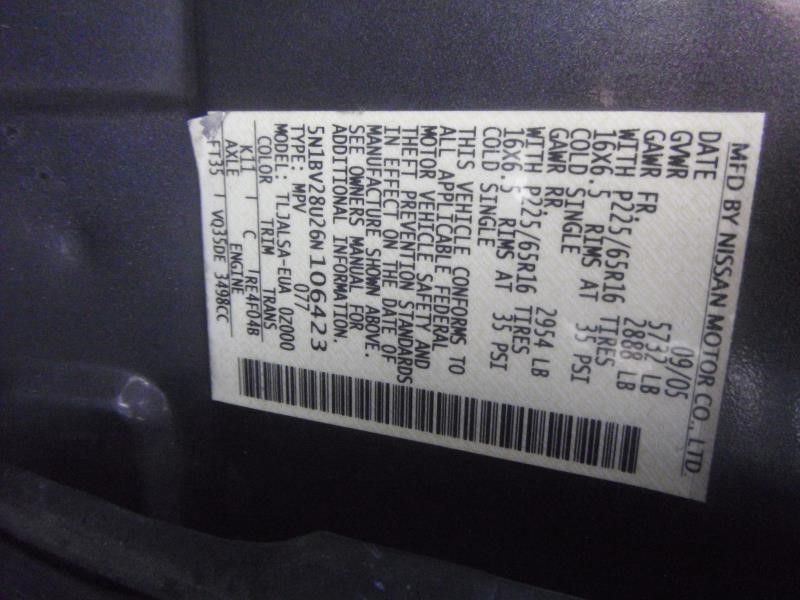 MFD BY NISSAN MOTOR CO., LTD.
DATE 09/05
GVWR 5732 LB
GAWR FR. 2888 LB
WITH P225/65R16 TIRES
16X6.5 RIMS AT 35 PSI
COLD SINGLE
GAWR RR. 2954 LB
WITH P225/65R16 TIRES
16X6.5 RIMS AT 35 PSI
COLD SINGLE
THIS VEHICLE CONFORMS TO
ALL APPLICABLE FEDERAL
MOTOR VEHICLE SAFETY AND
THEFT PREVENTION STANDARDS
IN EFFECT ON THE DATE OF
MANUFACTURE SHOWN ABOVE.
SEE OWNERS MANUAL FOR
ADDITIONAL INFORMATION.
5N1BV28U26N106423
TYPE: MPV 077
MODEL: TLJALSA-EUA 0Z000
COLOR TRIM TRANS
K11 C RE4F04B
AXLE ENGINE
FT35 VQ35DE 3498CC